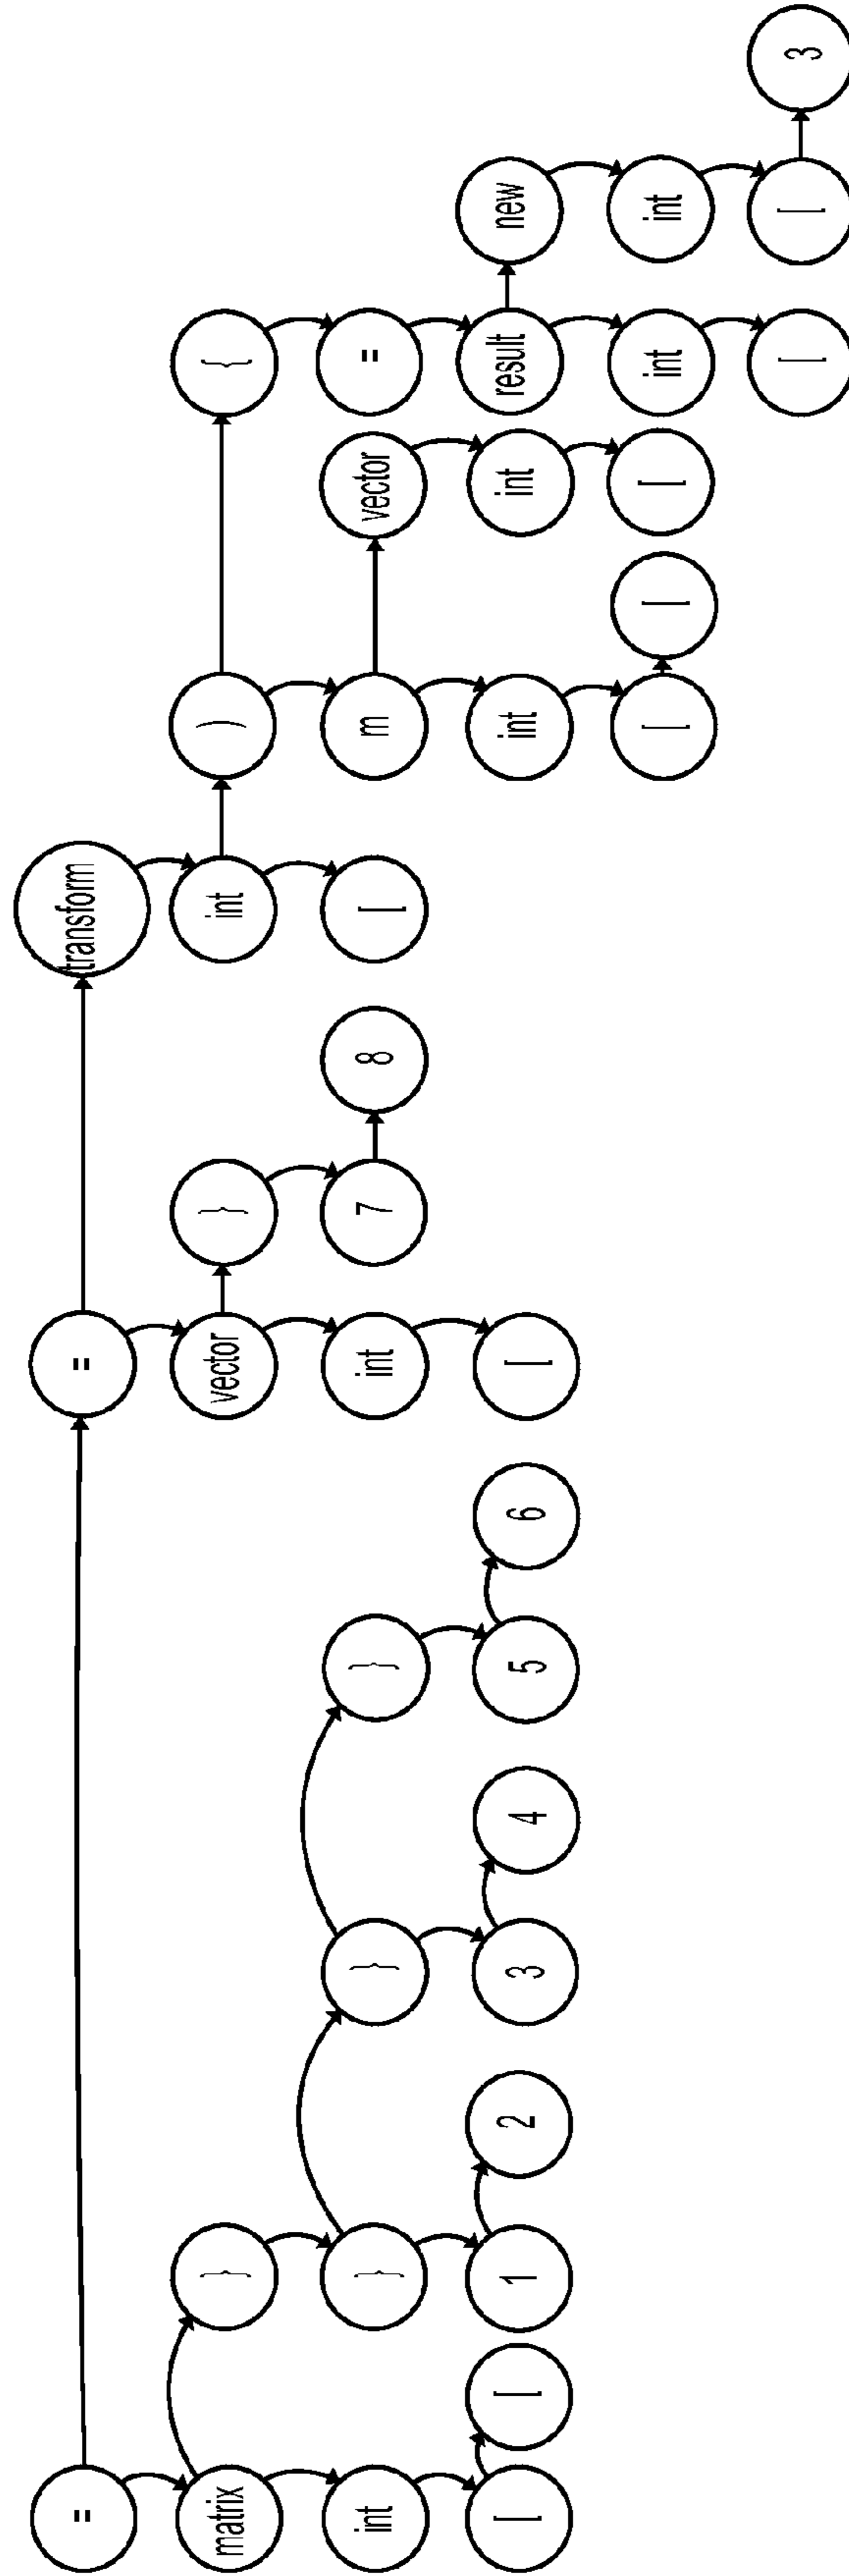 = = transform
matrix } vector } int ) {
int } } } int 7 8 [ m vector =
[ [ 1 2 3 4 5 6 [ int int result new
[ [ [ int int
[ [ 3